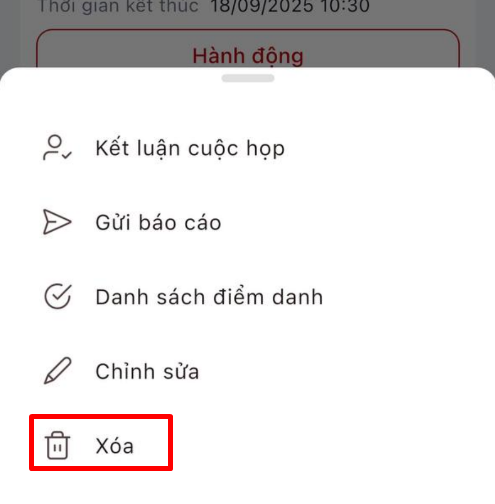 Thời gian kết thúc 18/09/2025 10:30
Hành động
Kết luận cuộc họp
Gửi báo cáo
Danh sách điểm danh
Chỉnh sửa
Xóa